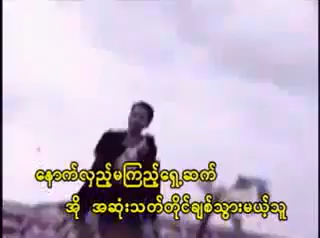 နောက်လှည့်မကြည့်ရှေ့ဆက်
အို အဆုံးသတ်တိုင်ချစ်သွားမယ့်သူ